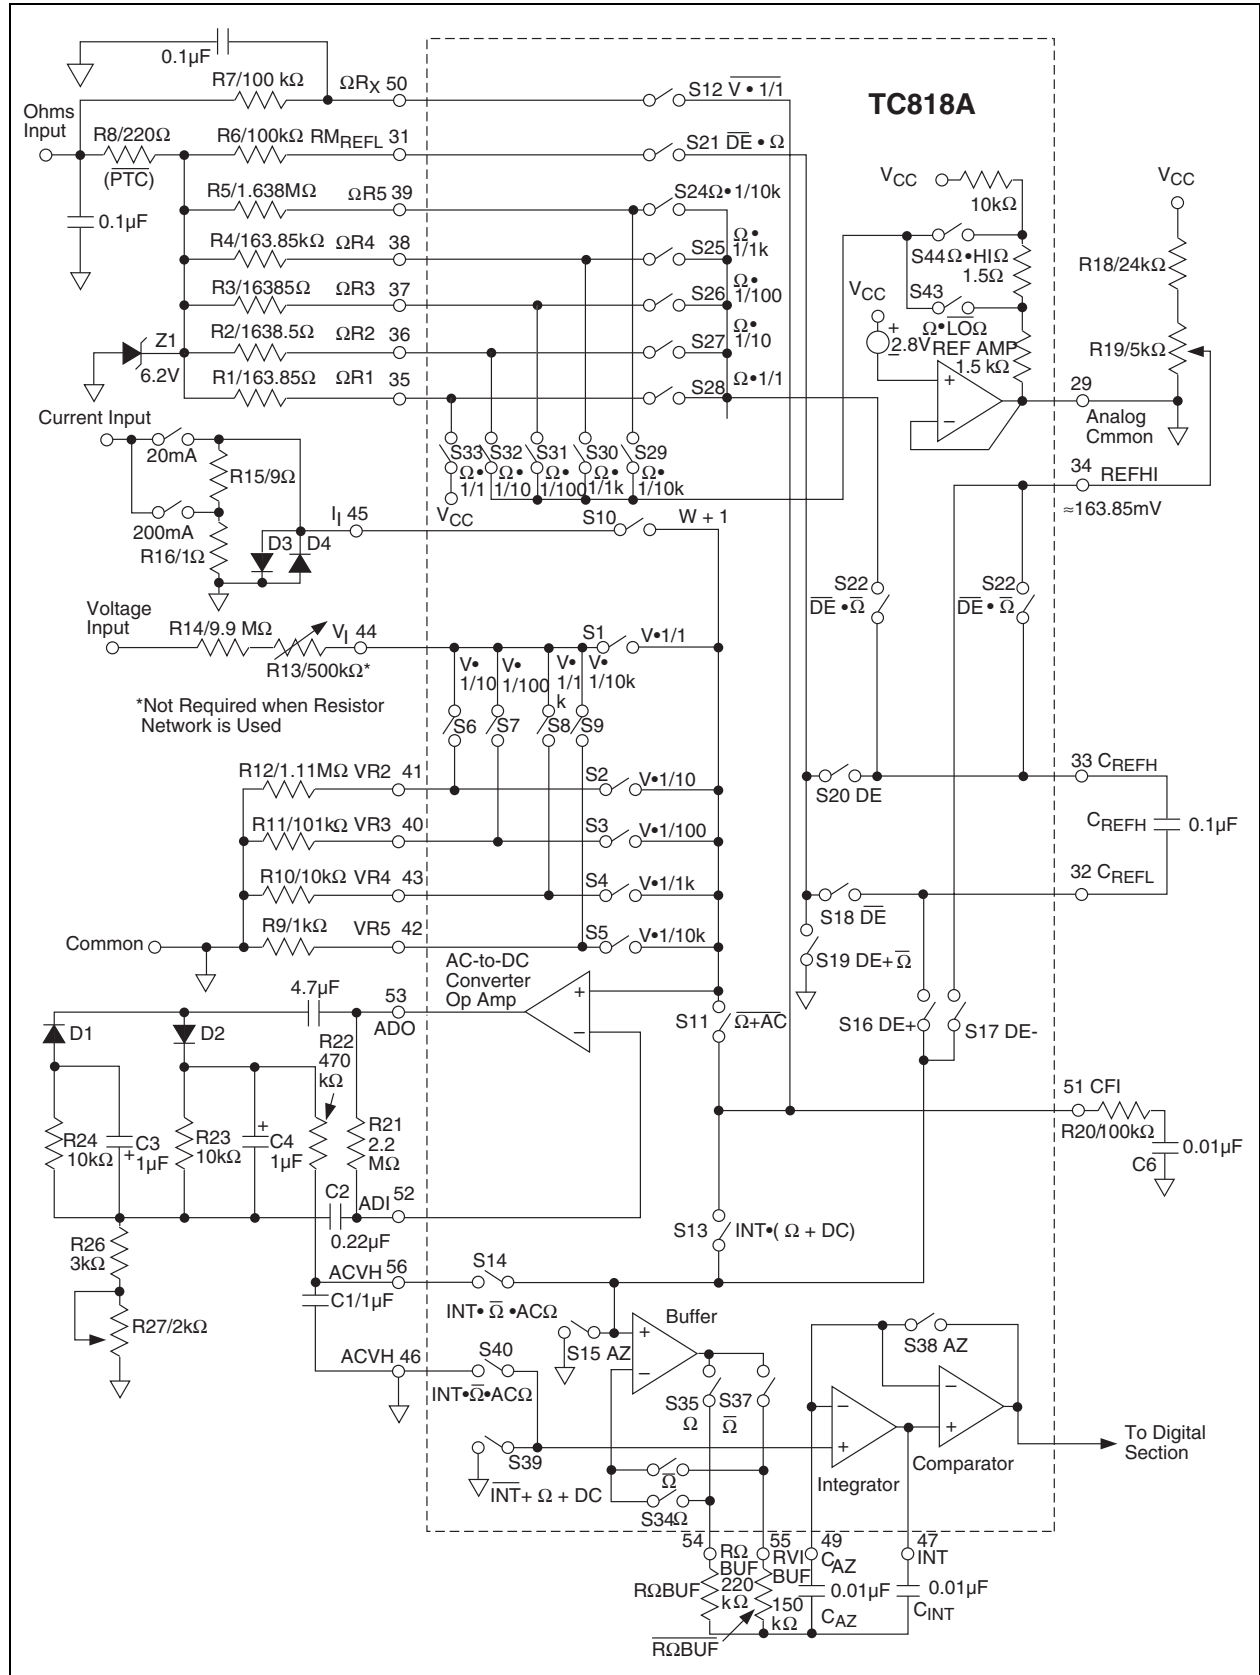 0.1µF
R7/100 kΩ
ΩRX 50
S12 V • 1/1
TC818A
Ohms
Input
R8/220Ω
(PTC)
R6/100kΩ
RMREFL 31
S21 DE • Ω
0.1µF
R5/1.638MΩ
ΩR5 39
S24Ω•1/10k
R4/163.85kΩ
ΩR4 38
S25
Ω•
1/1k
R3/16385Ω
ΩR3 37
S26
Ω•
1/100
R2/1638.5Ω
ΩR2 36
S27
Ω•
1/10
Z1
6.2V
R1/163.85Ω
ΩR1 35
S28
Ω•1/1
VCC
10kΩ
S44Ω•HIΩ
1.5Ω
S43
Ω•LOΩ
VCC
+
2.8V
–
REF AMP
1.5 kΩ
+
–
VCC
R18/24kΩ
R19/5kΩ
29
Analog
Cmmon
34 REFHI
≈163.85mV
S33
Ω•
1/1
S32
Ω•
1/10
S31
Ω•
1/100
S30
Ω•
1/1k
S29
Ω•
1/10k
VCC
Current Input
20mA
R15/9Ω
200mA
R16/1Ω
D3 D4
II 45
S10
W + 1
S22
DE • Ω
S22
DE • Ω
Voltage
Input
R14/9.9 MΩ
R13/500kΩ*
VI 44
S1
V•1/1
V•
1/10
V•
1/100
V•
1/1
k
V•
1/10k
S6 S7 S8 S9
*Not Required when Resistor
Network is Used
R12/1.11MΩ VR2 41
S2
V•1/10
S20 DE
33 CREFH
CREFH 0.1µF
R11/101kΩ VR3 40
S3
V•1/100
R10/10kΩ VR4 43
S4
V•1/1k
S18 DE
32 CREFL
Common
R9/1kΩ VR5 42
S5
V•1/10k
S19 DE+Ω
AC-to-DC
Converter
Op Amp
+
–
4.7µF
53
ADO
S11
Ω+AC
S16 DE+
S17 DE-
D1
D2
R22
470
kΩ
51 CFI
R20/100kΩ
0.01µF
C6
R24
10kΩ
C3
1µF
+
R23
10kΩ
+
C4
1µF
R21
2.2
MΩ
C2
0.22µF
ADI 52
S13
INT•( Ω + DC)
R26
3kΩ
R27/2kΩ
ACVH 56
S14
INT• Ω •ACΩ
C1/1µF
S15 AZ
+
–
Buffer
S38 AZ
ACVH 46
S40
INT•Ω•ACΩ
S35
Ω
S37
Ω
–
+
–
+
Integrator
Comparator
To Digital
Section
S39
INT+ Ω + DC
Ω
S34Ω
54
RΩ
BUF
55
RVI
BUF
49
CAZ
47
INT
RΩBUF
220
kΩ
150
kΩ
0.01µF
CAZ
0.01µF
CINT
RΩBUF